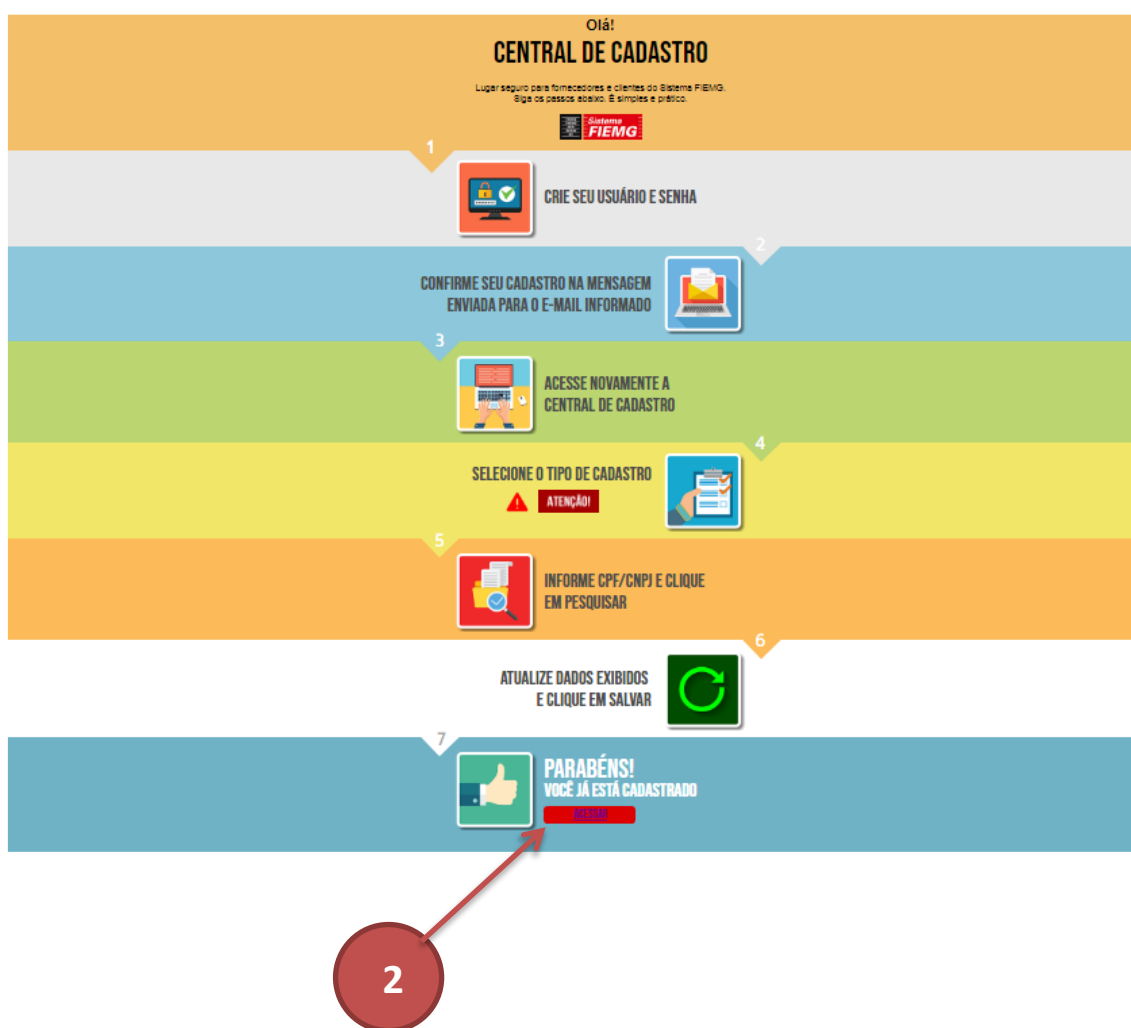 Olá!
CENTRAL DE CADASTRO
Lugar seguro para fornecedores e clientes do Sistema FIEMG.
Siga os passos abaixo. É simples e prático.
Sistema
FIEMG
1
CRIE SEU USUÁRIO E SENHA
2
CONFIRME SEU CADASTRO NA MENSAGEM
ENVIADA PARA O E-MAIL INFORMADO
3
ACESSE NOVAMENTE A
CENTRAL DE CADASTRO
4
SELECIONE O TIPO DE CADASTRO
ATENÇÃO!
5
INFORME CPF/CNPJ E CLIQUE
EM PESQUISAR
6
ATUALIZE DADOS EXIBIDOS
E CLIQUE EM SALVAR
7
PARABÉNS!
VOCÊ JÁ ESTÁ CADASTRADO
ACESSAR
2